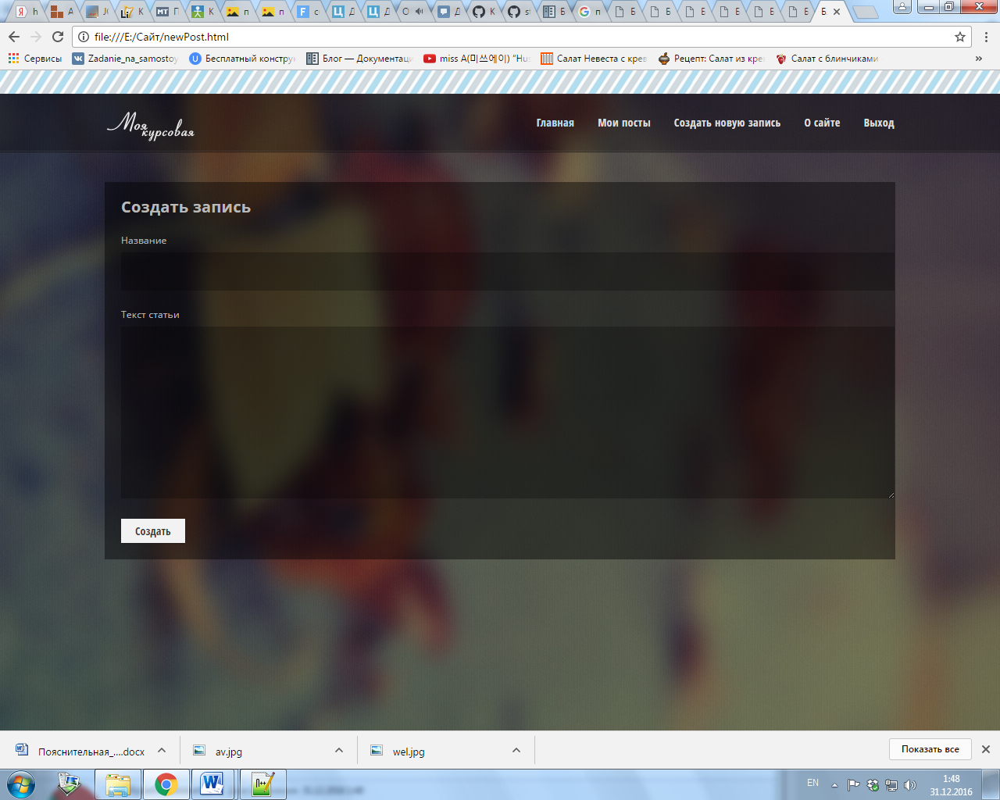 file:///E:/Сайт/newPost.html
Сервисы
Zadanie_na_samostoy
Бесплатный констру
Блог — Документаци
miss A(미쓰에이) "Hus
Салат Невеста с крев
Рецепт: Салат из кре
Салат с блинчиками
»
Моя курсовая
Главная Мои посты Создать новую запись О сайте Выход
Создать запись
Название
Текст статьи
Создать
Пояснительная_....docx
av.jpg
wel.jpg
Показать все
EN
1:48
31.12.2016